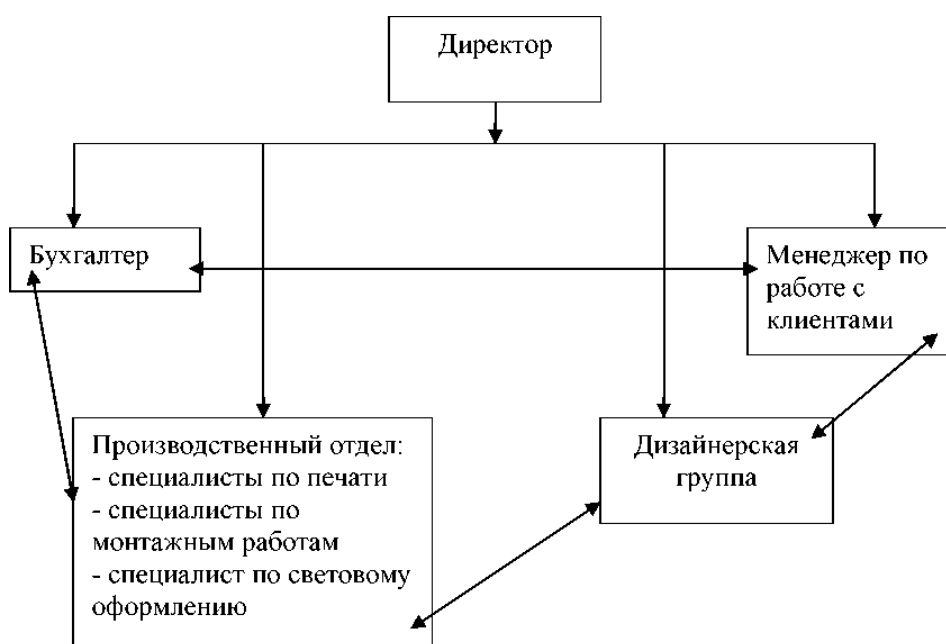 Директор
Бухгалтер
Менеджер по
работе с
клиентами
Производственный отдел:
- специалисты по печати
- специалисты по
монтажным работам
- специалист по световому
оформлению
Дизайнерская
группа